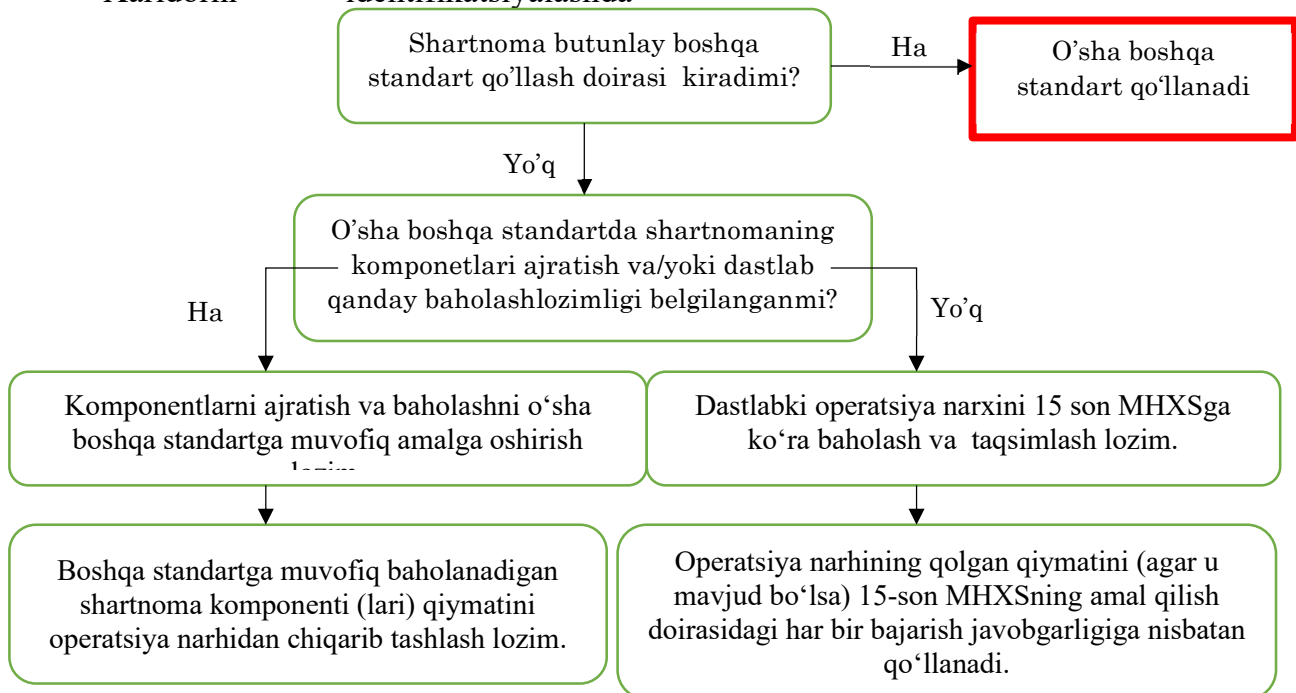 Shartnoma butunlay boshqa
standart qo’llash doirasi kiradimi?
Ha
O’sha boshqa
standart qo‘llanadi
Yo’q
O’sha boshqa standartda shartnomaning
komponetlari ajratish va/yoki dastlab
qanday baholashlozimligi belgilanganmi?
Ha
Yo’q
Komponentlarni ajratish va baholashni o‘sha
boshqa standartga muvofiq amalga oshirish
Dastlabki operatsiya narxini 15 son MHXSga
ko‘ra baholash va taqsimlash lozim.
Boshqa standartga muvofiq baholanadigan
shartnoma komponenti (lari) qiymatini
operatsiya narhidan chiqarib tashlash lozim.
Operatsiya narhining qolgan qiymatini (agar u
mavjud bo‘lsa) 15-son MHXSning amal qilish
doirasidagi har bir bajarish javobgarligiga nisbatan
qo‘llanadi.